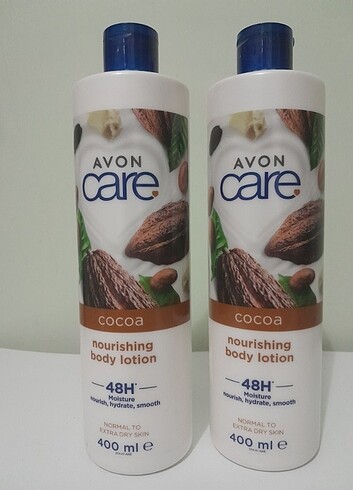 AVON
care
cocoa
nourishing
body lotion
48H*
Moisture
nourish, hydrate, smooth
NORMAL TO
EXTRA DRY SKIN
400 ml e
AVON
care
cocoa
nourishing
body lotion
48H*
Moisture
nourish, hydrate, smooth
NORMAL TO
EXTRA DRY SKIN
400 ml e